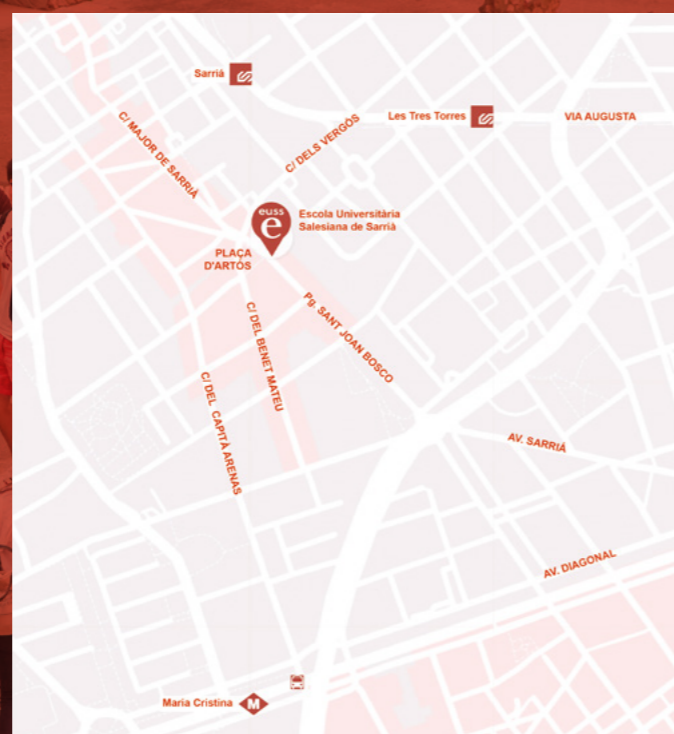 Sarriá
Les Tres Torres
VIA AUGUSTA
C/ MAJOR DE SARRIÀ
C/ DELS VERGÓS
euss
e
Escola Universitària
Salesiana de Sarrià
PLAÇA
D'ARTÓS
Pg. SANT JOAN BOSCO
C/ DEL BENET MATEU
C/ DEL CAPITÀ ARENAS
AV. SARRIÀ
AV. DIAGONAL
Maria Cristina
M